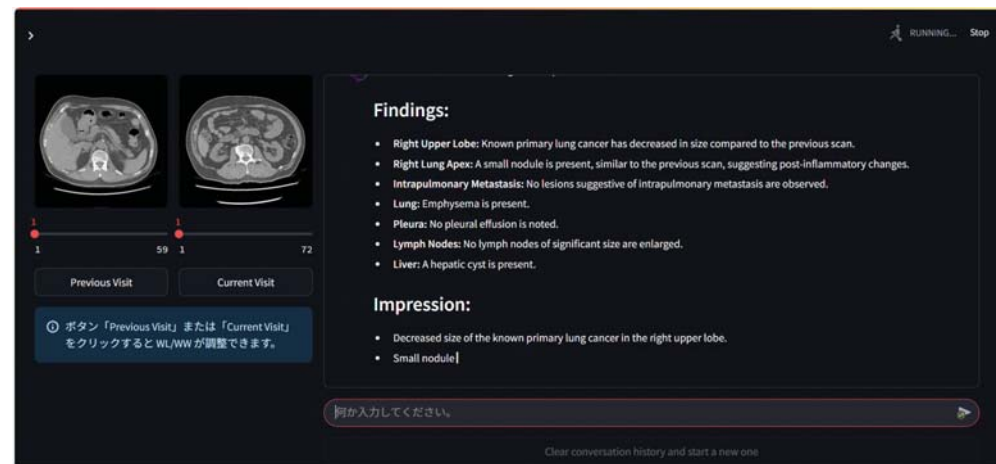 RUNNING... Stop
1 1
1 59 1 72
Previous Visit Current Visit
ボタン「Previous Visit」または「Current Visit」
をクリックすると WL/WW が調整できます。
Findings:
Right Upper Lobe: Known primary lung cancer has decreased in size compared to the previous scan.
Right Lung Apex: A small nodule is present, similar to the previous scan, suggesting post-inflammatory changes.
Intrapulmonary Metastasis: No lesions suggestive of intrapulmonary metastasis are observed.
Lung: Emphysema is present.
Pleura: No pleural effusion is noted.
Lymph Nodes: No lymph nodes of significant size are enlarged.
Liver: A hepatic cyst is present.
Impression:
Decreased size of the known primary lung cancer in the right upper lobe.
Small nodule
何か入力してください。
Clear conversation history and start a new one